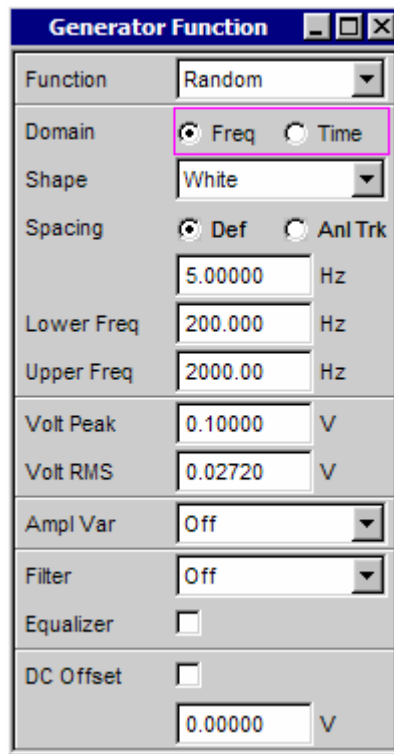 Generator Function
Function Random
Domain Freq Time
Shape White
Spacing Def Anl Trk
5.00000 Hz
Lower Freq 200.000 Hz
Upper Freq 2000.00 Hz
Volt Peak 0.10000 V
Volt RMS 0.02720 V
Ampl Var Off
Filter Off
Equalizer
DC Offset
0.00000 V